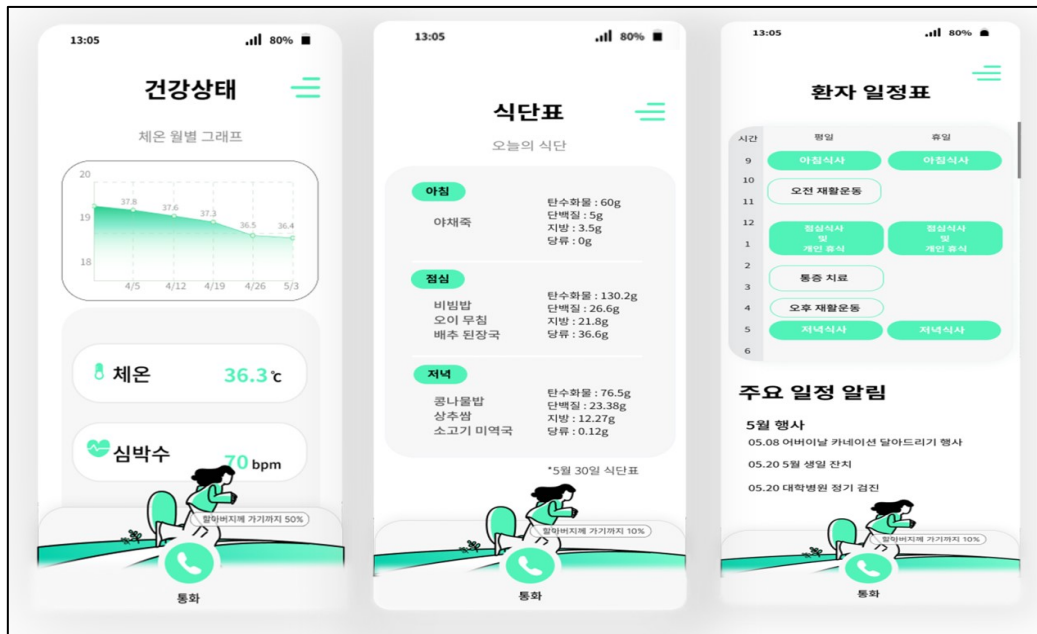 13:05
80%
건강상태
체온 월별 그래프
20
19
18
37.8
37.6
37.3
36.5
36.4
4/5
4/12
4/19
4/26
5/3
체온
36.3℃
심박수
70 bpm
할아버지께 가기까지 50%
통화
13:05
80%
식단표
오늘의 식단
아침
야채죽
탄수화물 : 60g
단백질 : 5g
지방 : 3.5g
당류 : 0g
점심
비빔밥
오이 무침
배추 된장국
탄수화물 : 130.2g
단백질 : 26.6g
지방 : 21.8g
당류 : 36.6g
저녁
콩나물밥
상추쌈
소고기 미역국
탄수화물 : 76.5g
단백질 : 23.38g
지방 : 12.27g
당류 : 0.12g
*5월 30일 식단표
할아버지께 가기까지 10%
통화
13:05
80%
환자 일정표
시간
평일
휴일
9
아침식사
아침식사
10
오전 재활운동
11
12
점심식사
및
개인 휴식
점심식사
및
개인 휴식
1
2
통증 치료
3
4
오후 재활운동
5
저녁식사
저녁식사
6
주요 일정 알림
5월 행사
05.08 어버이날 카네이션 달아드리기 행사
05.20 5월 생일 잔치
05.20 대학병원 정기 검진
할아버지께 가기까지 10%
통화